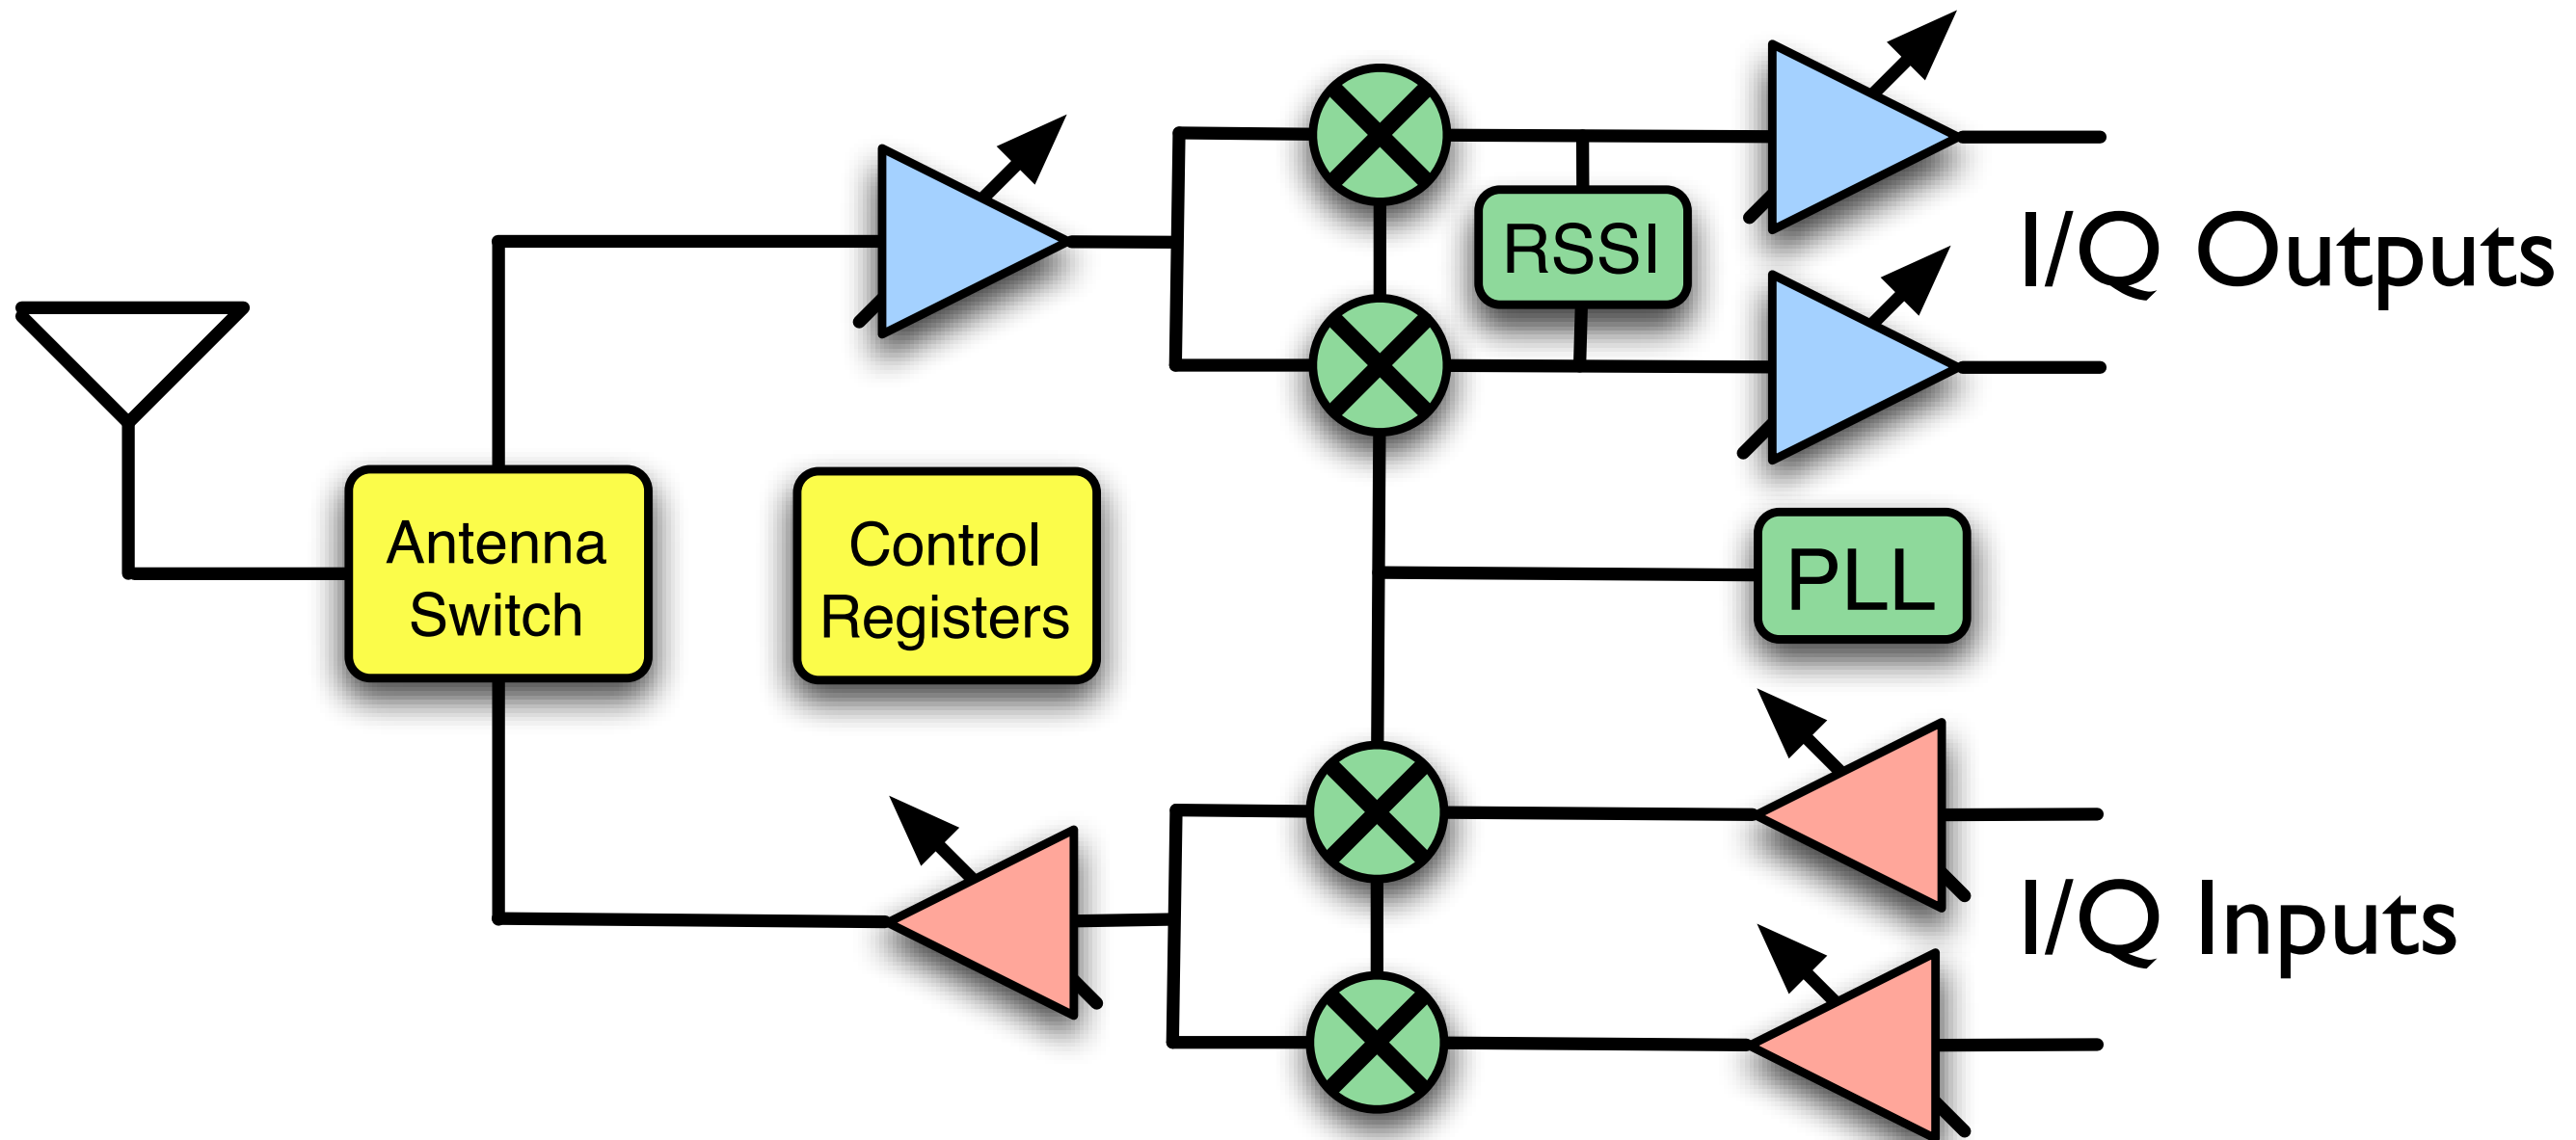 RSSI
I/Q Outputs
Antenna
Switch
Control
Registers
PLL
I/Q Inputs